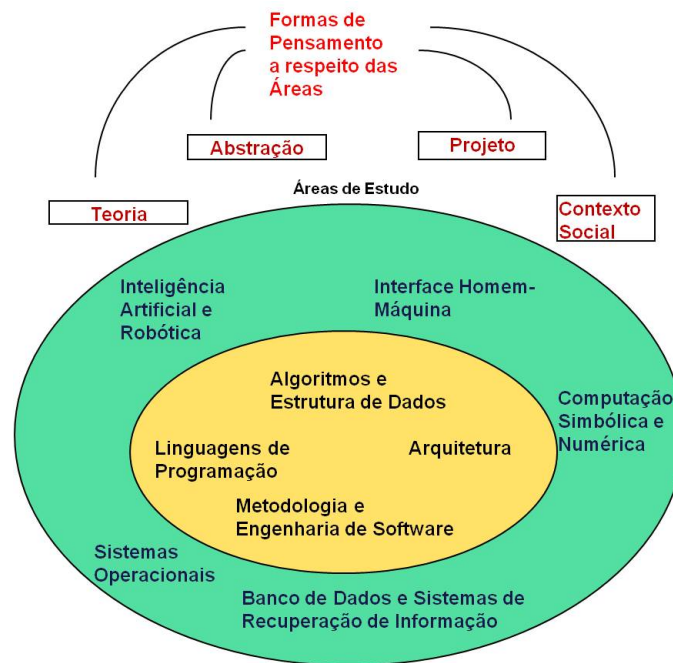 Formas de
Pensamento
a respeito das
Áreas
Abstração
Projeto
Áreas de Estudo
Teoria
Contexto
Social
Inteligência
Artificial e
Robótica
Interface Homem-
Máquina
Algoritmos e
Estrutura de Dados
Computação
Simbólica e
Numérica
Linguagens de
Programação
Arquitetura
Metodologia e
Engenharia de Software
Sistemas
Operacionais
Banco de Dados e Sistemas de
Recuperação de Informação